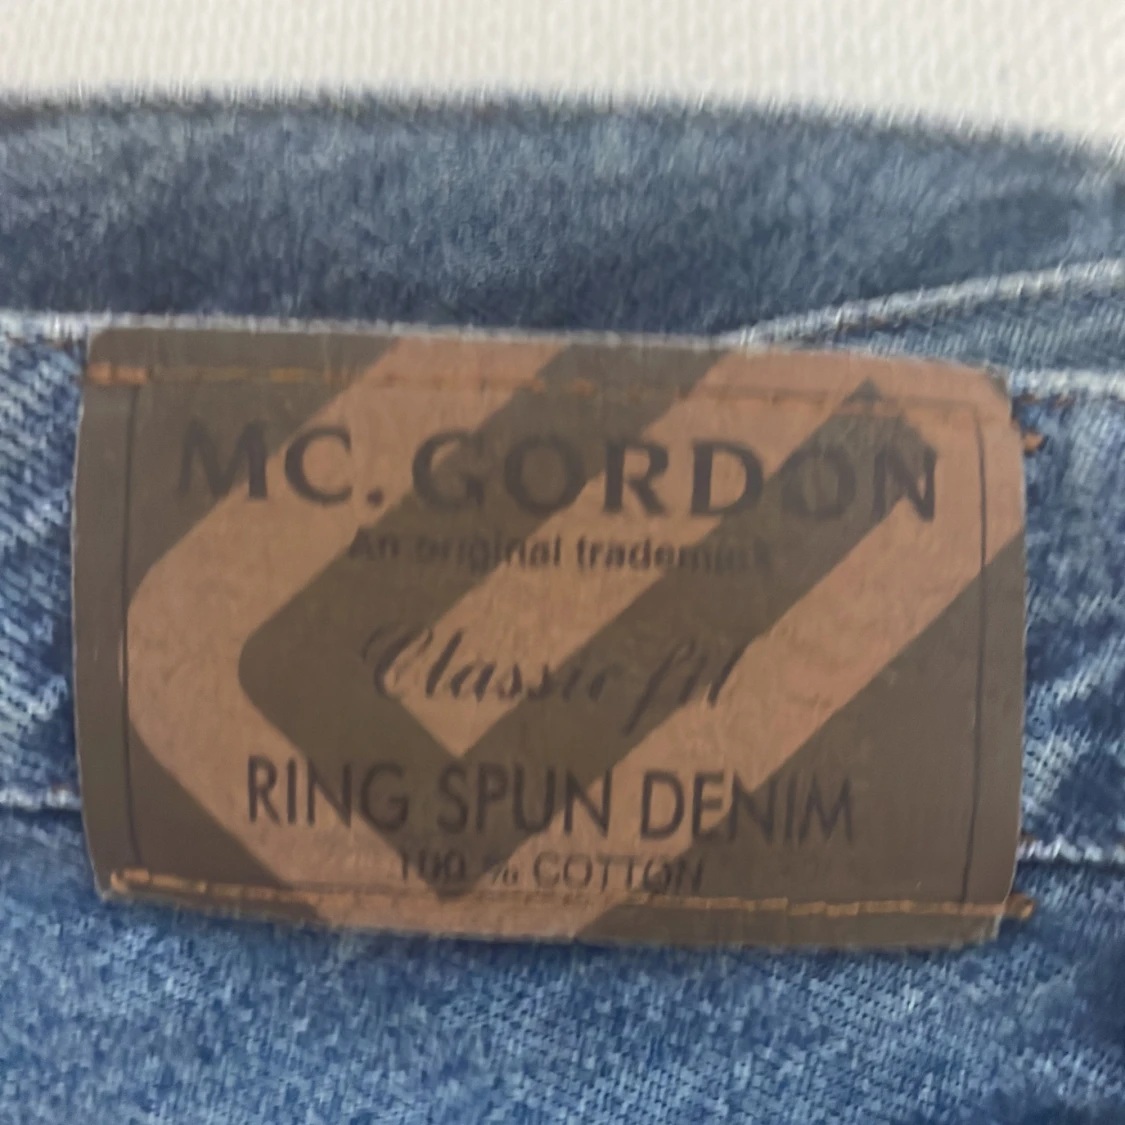 MC. GORDON
An original trademark
Classic fit
RING SPUN DENIM
100 % COTTON